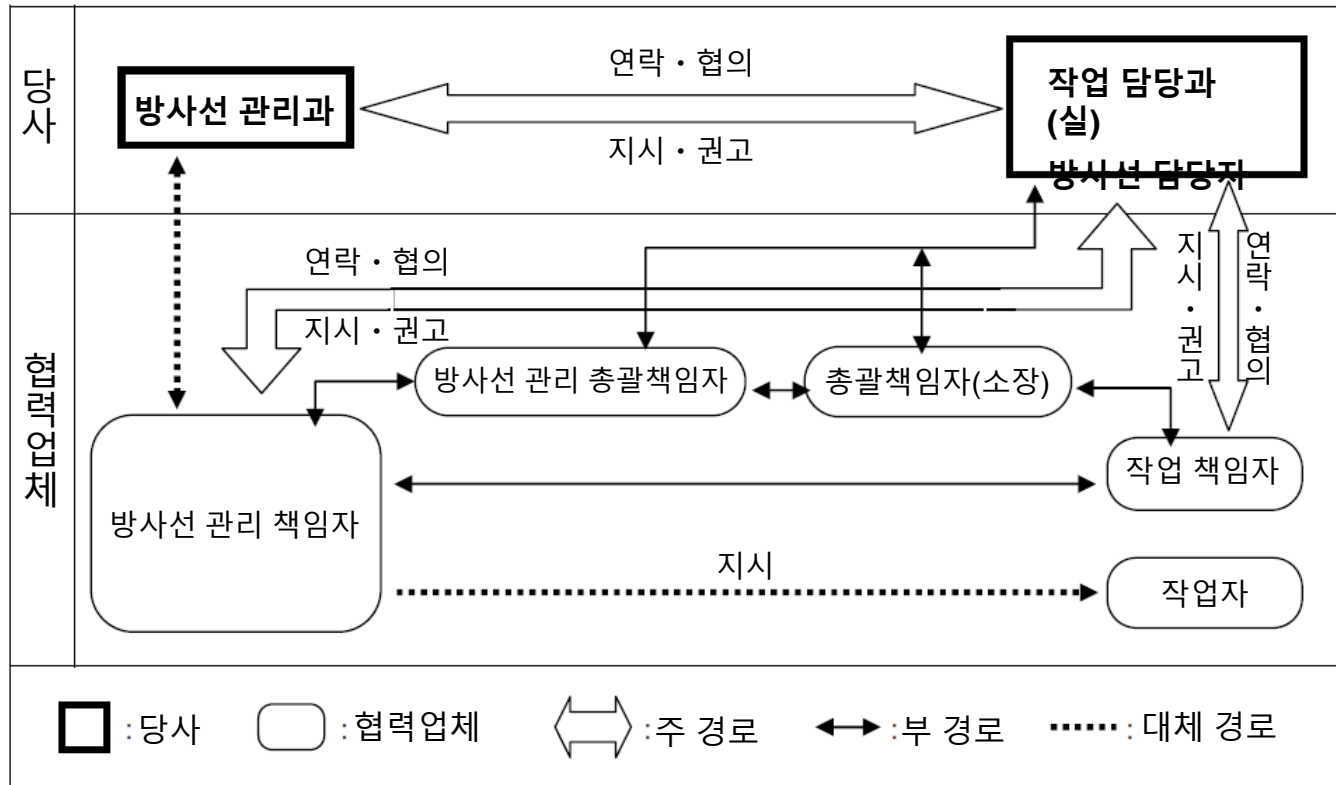 당사
방사선 관리과
연락・협의
지시・권고
작업 담당과
(실)
방사선 담당자
협력업체
연락・협의
지시・권고
지시・권고
연락・협의
방사선 관리 총괄책임자
총괄책임자(소장)
작업 책임자
방사선 관리 책임자
지시
작업자
:당사
:협력업체
:주 경로
:부 경로
:대체 경로